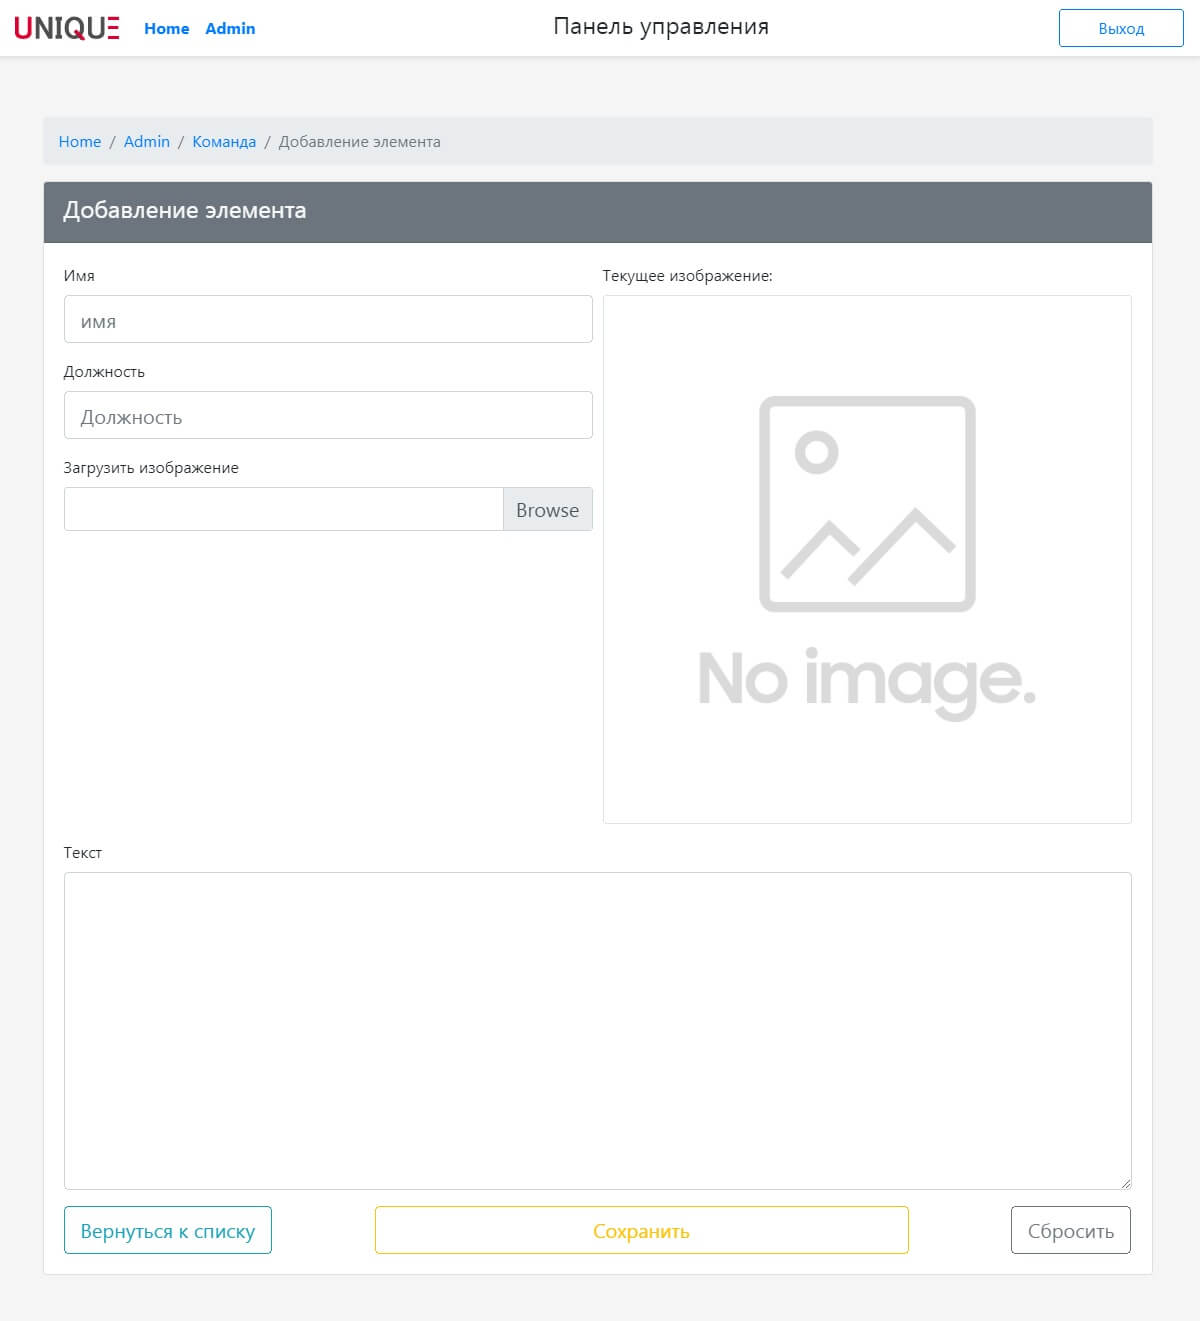 UNIQUE Home Admin Панель управления Выход
Home / Admin / Команда / Добавление элемента
Добавление элемента
Имя
имя
Должность
Должность
Загрузить изображение
Browse
Текущее изображение:
No image.
Текст
Вернуться к списку Сохранить Сбросить